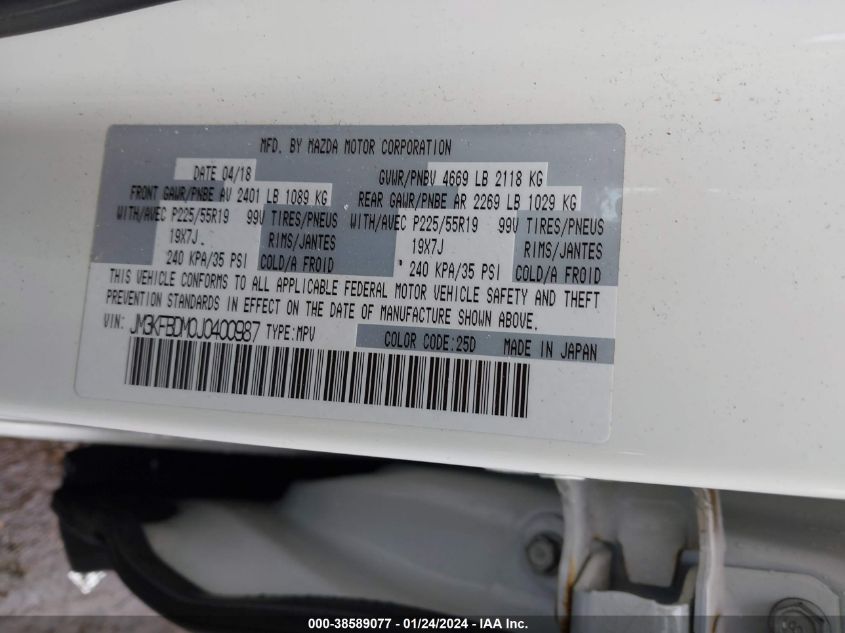 MFD. BY MAZDA MOTOR CORPORATION
DATE 04/18 GVWR/PNBV 4669 LB 2118 KG
FRONT GAWR/PNBE AV 2401 LB 1089 KG REAR GAWR/PNBE AR 2269 LB 1029 KG
WITH/AVEC P225/55R19 99V TIRES/PNEUS WITH/AVEC P225/55R19 99V TIRES/PNEUS
19X7J RIMS/JANTES 19X7J RIMS/JANTES
240 KPA/35 PSI COLD/A FROID 240 KPA/35 PSI COLD/A FROID
THIS VEHICLE CONFORMS TO ALL APPLICABLE FEDERAL MOTOR VEHICLE SAFETY AND THEFT
PREVENTION STANDARDS IN EFFECT ON THE DATE OF MANUFACTURE SHOWN ABOVE.
VIN: JM3KFBDM0J0400987 TYPE:MPV COLOR CODE:25D MADE IN JAPAN
000-38589077 - 01/24/2024 - IAA Inc.